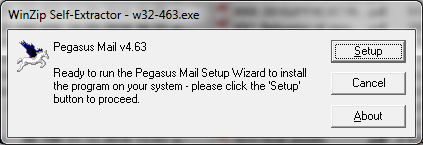 WinZip Self-Extractor - w32-463.exe
Pegasus Mail v4.63
Setup
Ready to run the Pegasus Mail Setup Wizard to install
the program on your system - please click the 'Setup'
button to proceed.
Cancel
About